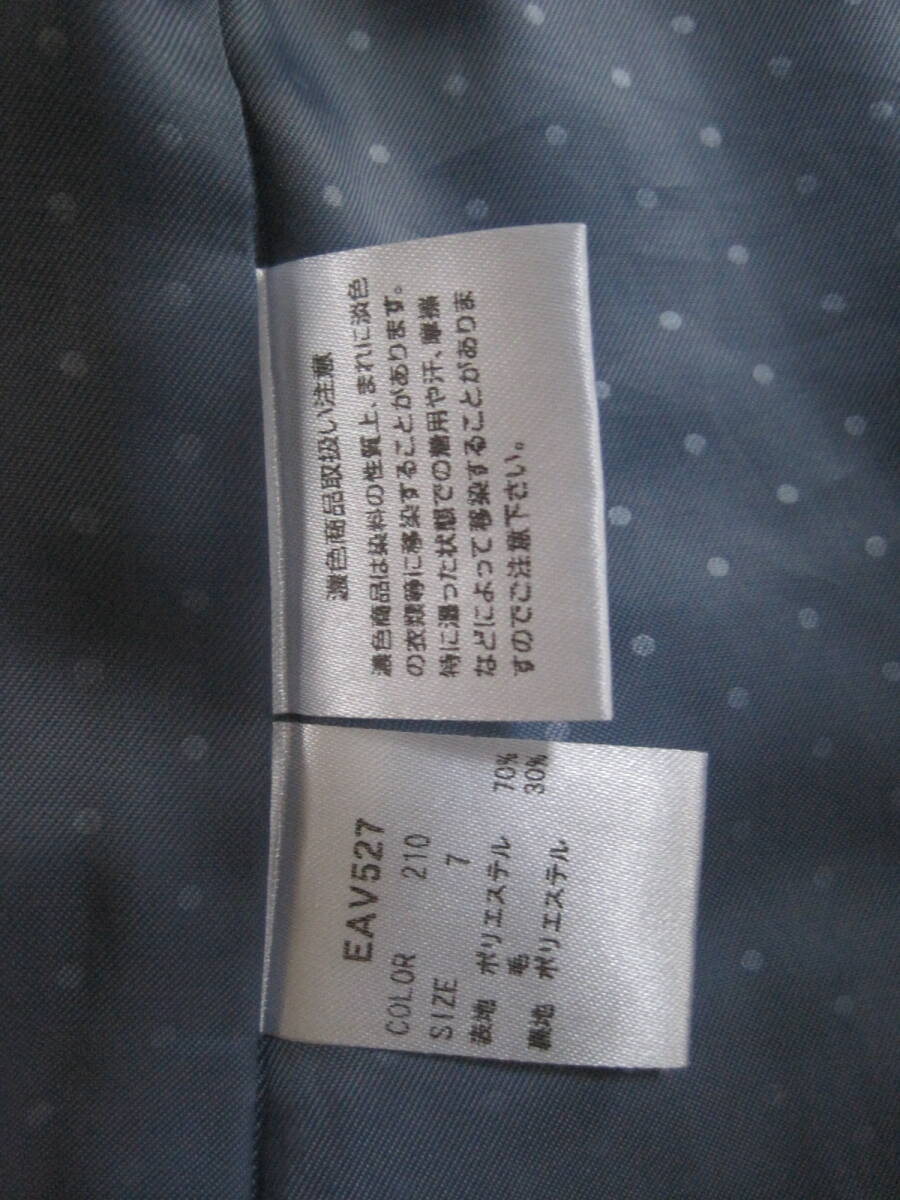 濃色商品取扱い注意
濃色商品は染料の性質上、まれに淡色
の衣類等に移染することがあります。
特に湿った状態での着用や汗、摩擦
などによって移染することがありま
すのでご注意下さい。
EAV527
COLOR 210
SIZE 7
表地 ポリエステル 70%
毛 30%
裏地 ポリエステル